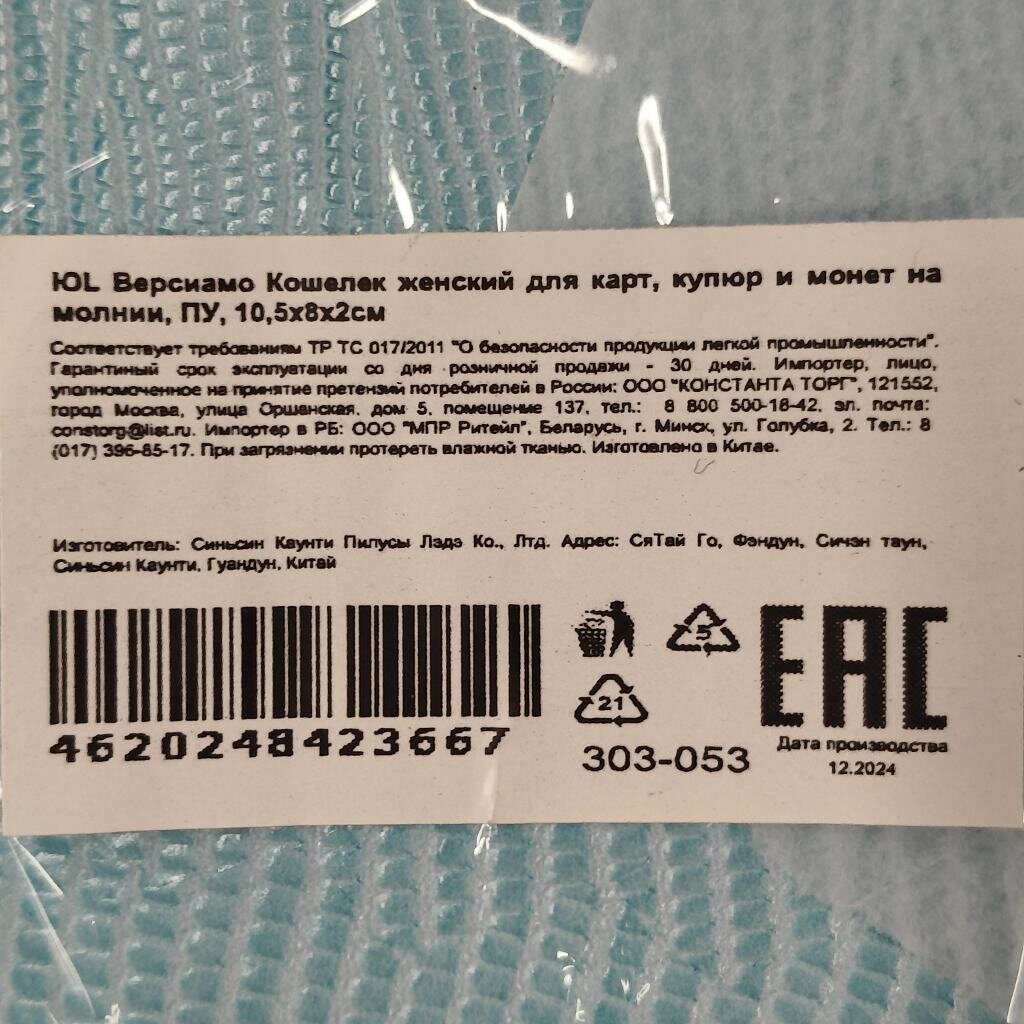 ЮL Версиамо Кошелек женский для карт, купюр и монет на
молнии, ПУ, 10,5х8х2см
Соответствует требованиям ТР ТС 017/2011 "О безопасности продукции легкой промышленности".
Гарантиный срок эксплуатации со дня розничной продажи - 30 дней. Импортер, лицо,
уполномоченное на принятие претензий потребителей в России: ООО "КОНСТАНТА ТОРГ", 121552,
город Москва, улица Оршанская, дом 5, помещение 137, тел.: 8 800 500-18-42, эл. почта:
constorg@list.ru. Импортер в РБ: ООО "МПР Ритейл", Беларусь, г. Минск, ул. Голубка, 2. Тел.: 8
(017) 396-85-17. При загрязнении протереть влажной тканью. Изготовлено в Китае.
Изготовитель: Синьсин Каунти Пилусы Лэдэ Ко., Лтд. Адрес: СяТай Го, Фэндун, Сичэн таун,
Синьсин Каунти, Гуандун, Китай
5
21
EAC
4620248423667
303-053
Дата производства
12.2024